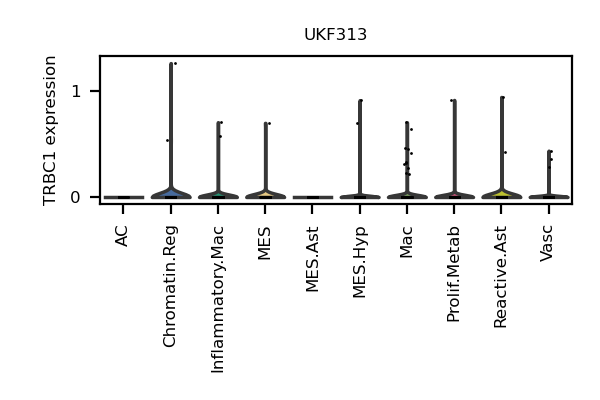 UKF313
TRBC1 expression
1
0
AC
Chromatin.Reg
Inflammatory.Mac
MES
MES.Ast
MES.Hyp
Mac
Prolif.Metab
Reactive.Ast
Vasc